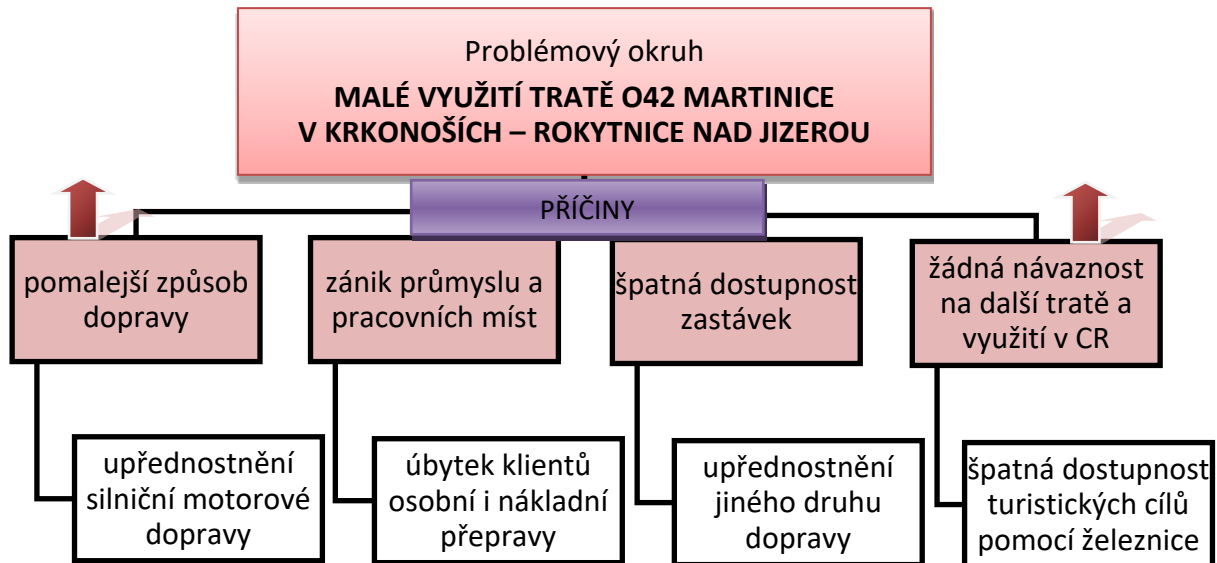 Problémový okruh
MALÉ VYUŽITÍ TRATĚ O42 MARTINICE
V KRKONOŠÍCH – ROKYTNICE NAD JIZEROU
PŘÍČINY
pomalejší způsob
dopravy
zánik průmyslu a
pracovních míst
špatná dostupnost
zastávek
žádná návaznost
na další tratě a
využití v CR
upřednostnění
silniční motorové
dopravy
úbytek klientů
osobní i nákladní
přepravy
upřednostnění
jiného druhu
dopravy
špatná dostupnost
turistických cílů
pomocí železnice